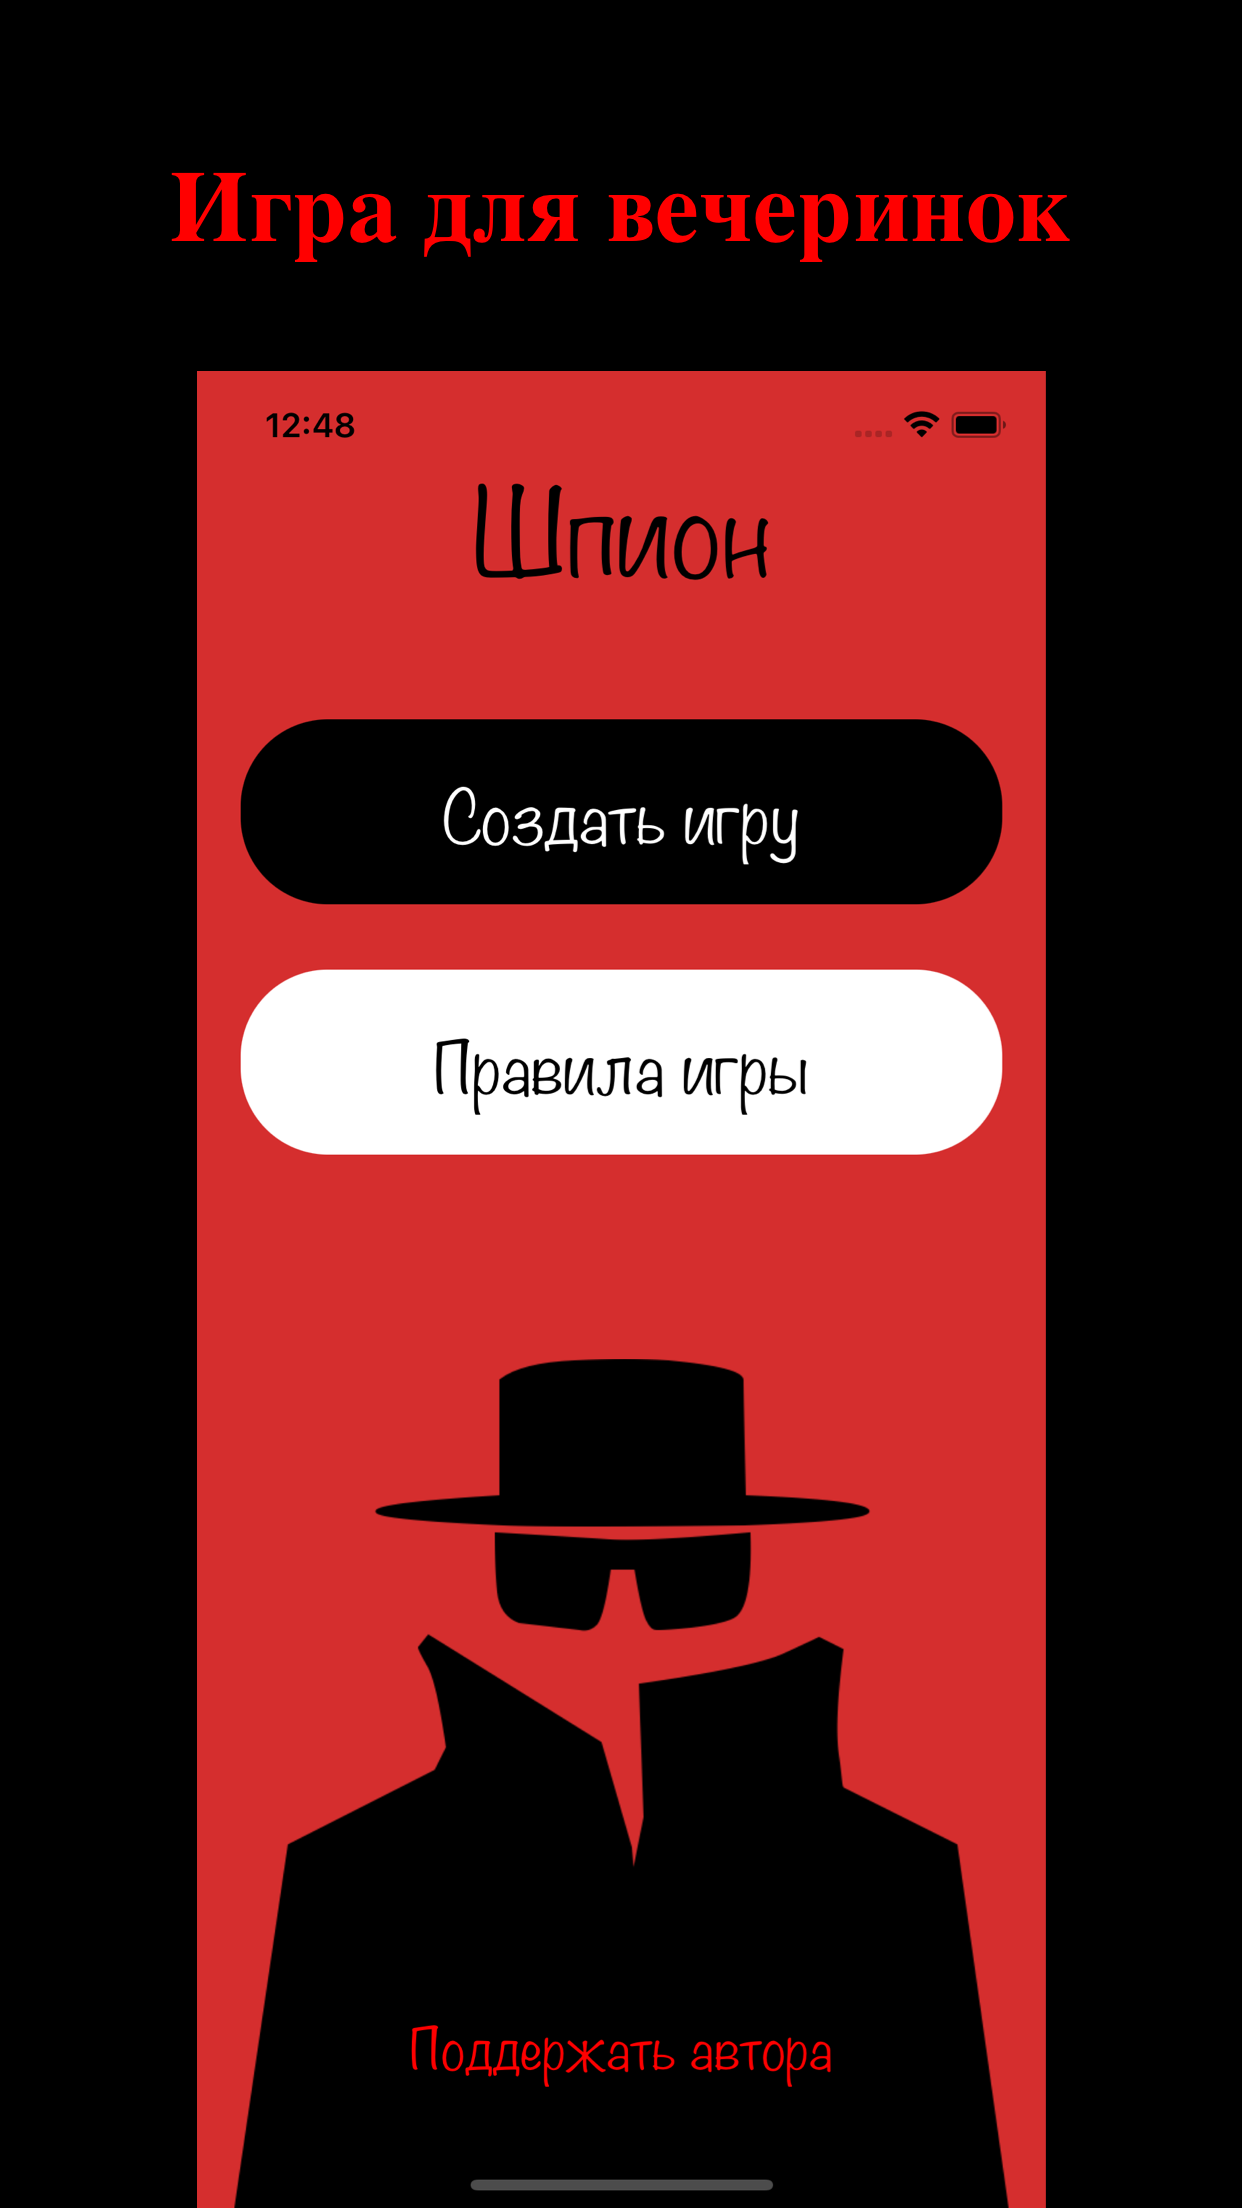 Игра для вечеринок
12:48
Шпион
Создать игру
Правила игры
Поддержать автора